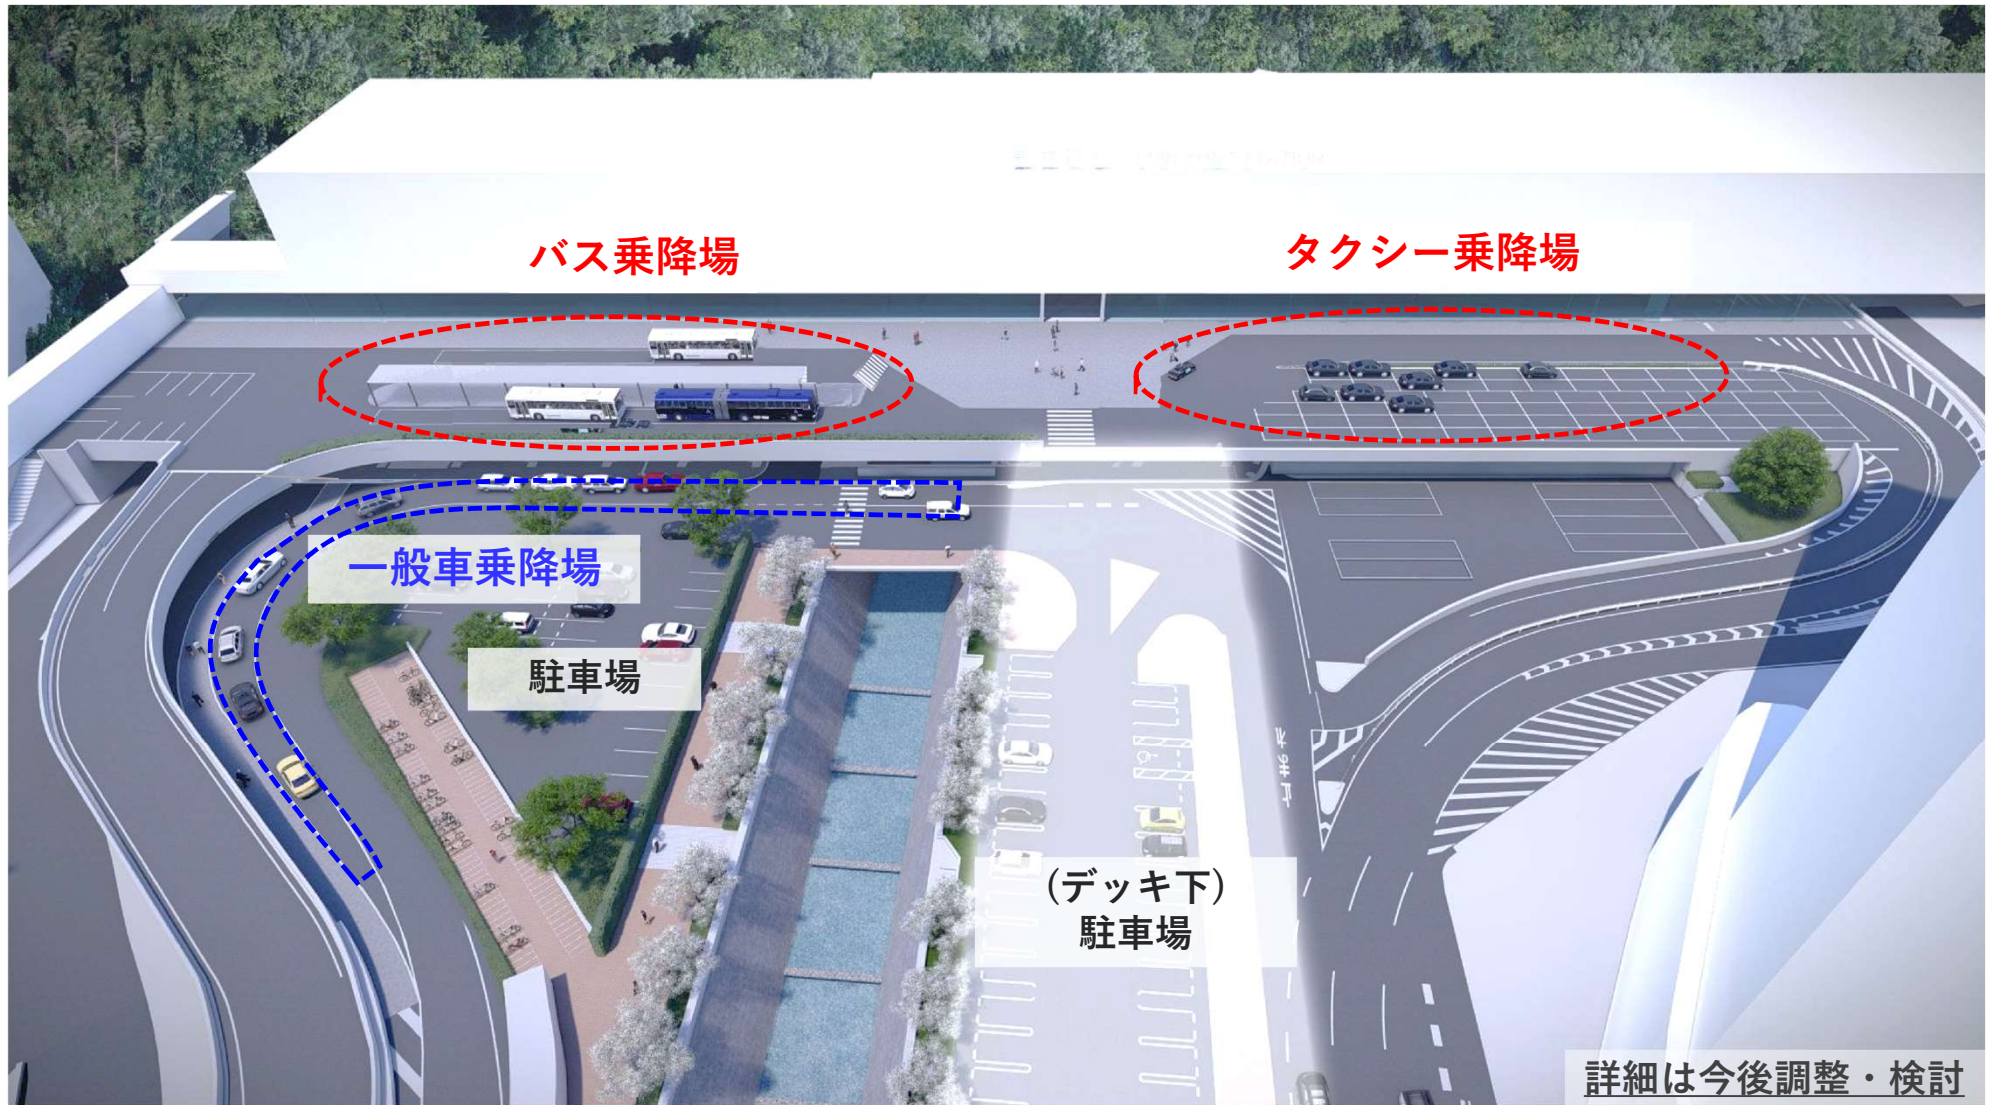 バス乗降場
タクシー乗降場
一般車乗降場
駐車場
(デッキ下)
駐車場
詳細は今後調整・検討